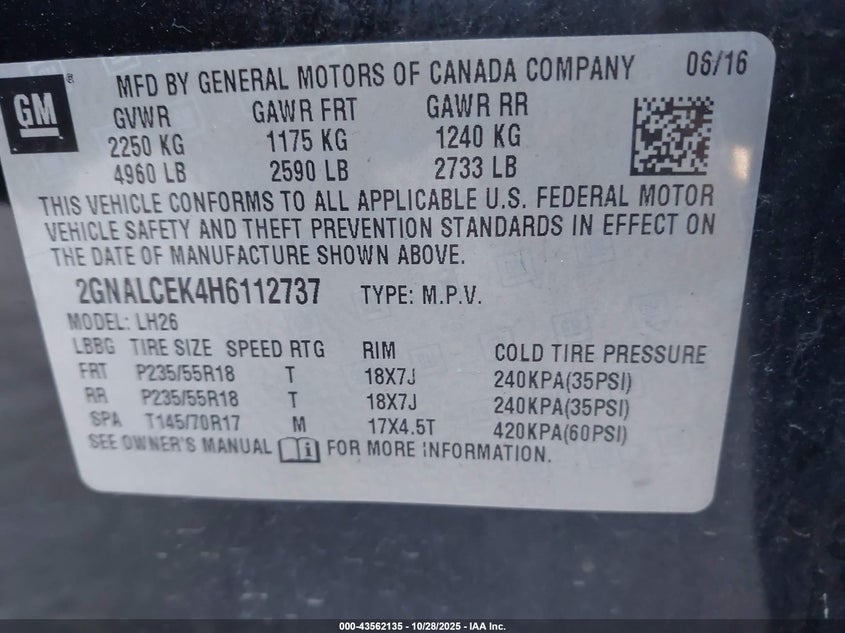 GM
®
MFD BY GENERAL MOTORS OF CANADA COMPANY 06/16
GVWR GAWR FRT GAWR RR
2250 KG 1175 KG 1240 KG
4960 LB 2590 LB 2733 LB
THIS VEHICLE CONFORMS TO ALL APPLICABLE U.S. FEDERAL MOTOR
VEHICLE SAFETY AND THEFT PREVENTION STANDARDS IN EFFECT ON
THE DATE OF MANUFACTURE SHOWN ABOVE.
2GNALCEK4H6112737 TYPE: M.P.V.
MODEL: LH26
LBBG TIRE SIZE SPEED RTG RIM COLD TIRE PRESSURE
FRT P235/55R18 T 18X7J 240KPA(35PSI)
RR P235/55R18 T 18X7J 240KPA(35PSI)
SPA T145/70R17 M 17X4.5T 420KPA(60PSI)
SEE OWNER'S MANUAL FOR MORE INFORMATION.
000-43562135 - 10/28/2025 - IAA Inc.